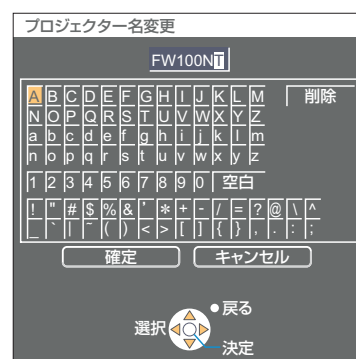 プロジェクター名変更
FW100NT
A B C D E F G H I J K L M 削除
N O P Q R S T U V W X Y Z
a b c d e f g h i j k l m
n o p q r s t u v w x y z
1 2 3 4 5 6 7 8 9 0 空白
! " # $ % & ' * + - / = ? @ \ ^
_ ` | ~ ( ) < > [ ] { } , . : ;
確定 キャンセル
戻る
選択
決定